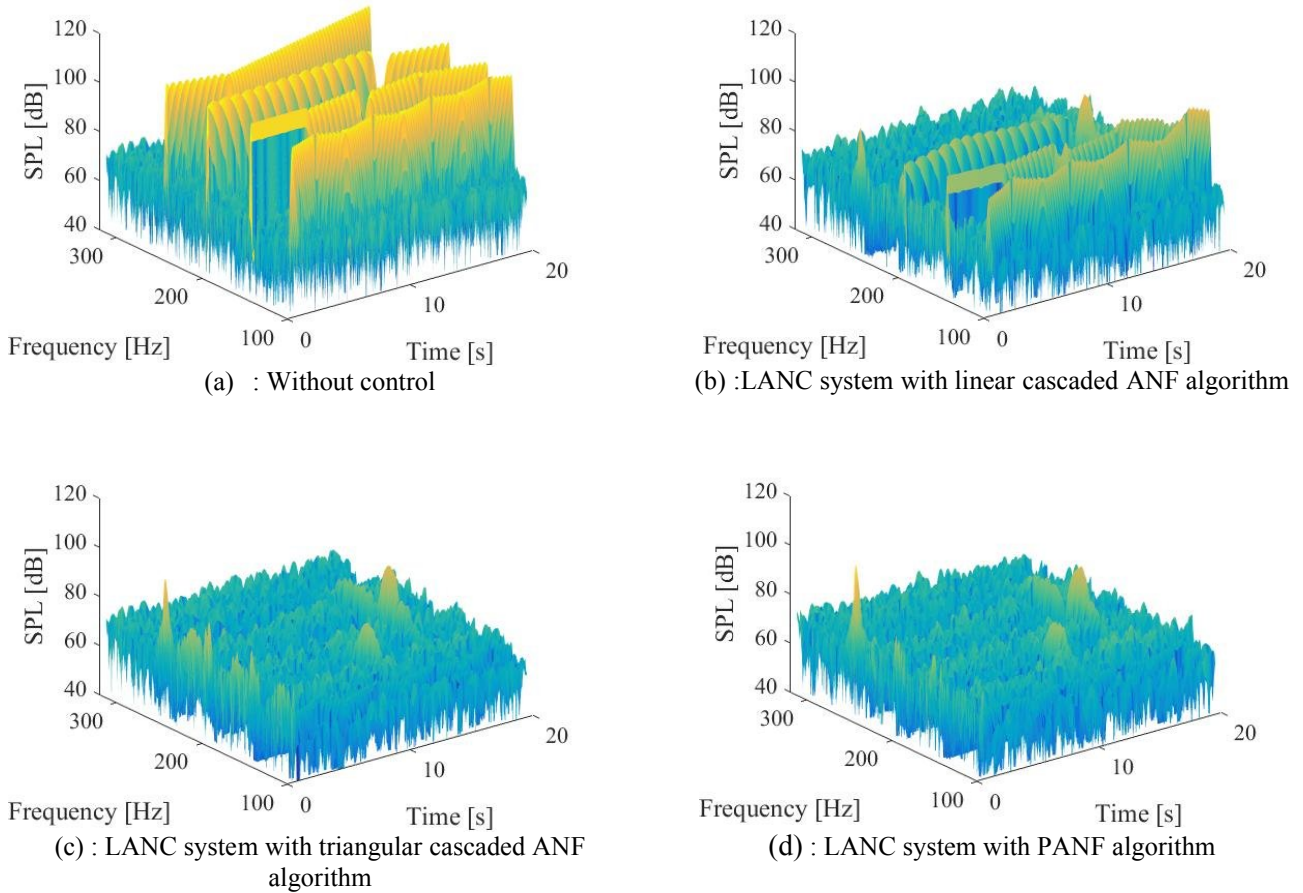 120
100
80
60
40
SPL [dB]
300
200
100
Frequency [Hz]
0
10
20
Time [s]
(a) : Without control
120
100
80
60
40
SPL [dB]
300
200
100
Frequency [Hz]
0
10
20
Time [s]
(b) :LANC system with linear cascaded ANF algorithm
120
100
80
60
40
SPL [dB]
300
200
100
Frequency [Hz]
0
10
20
Time [s]
(c) : LANC system with triangular cascaded ANF
algorithm
120
100
80
60
40
SPL [dB]
300
200
100
Frequency [Hz]
0
10
20
Time [s]
(d) : LANC system with PANF algorithm